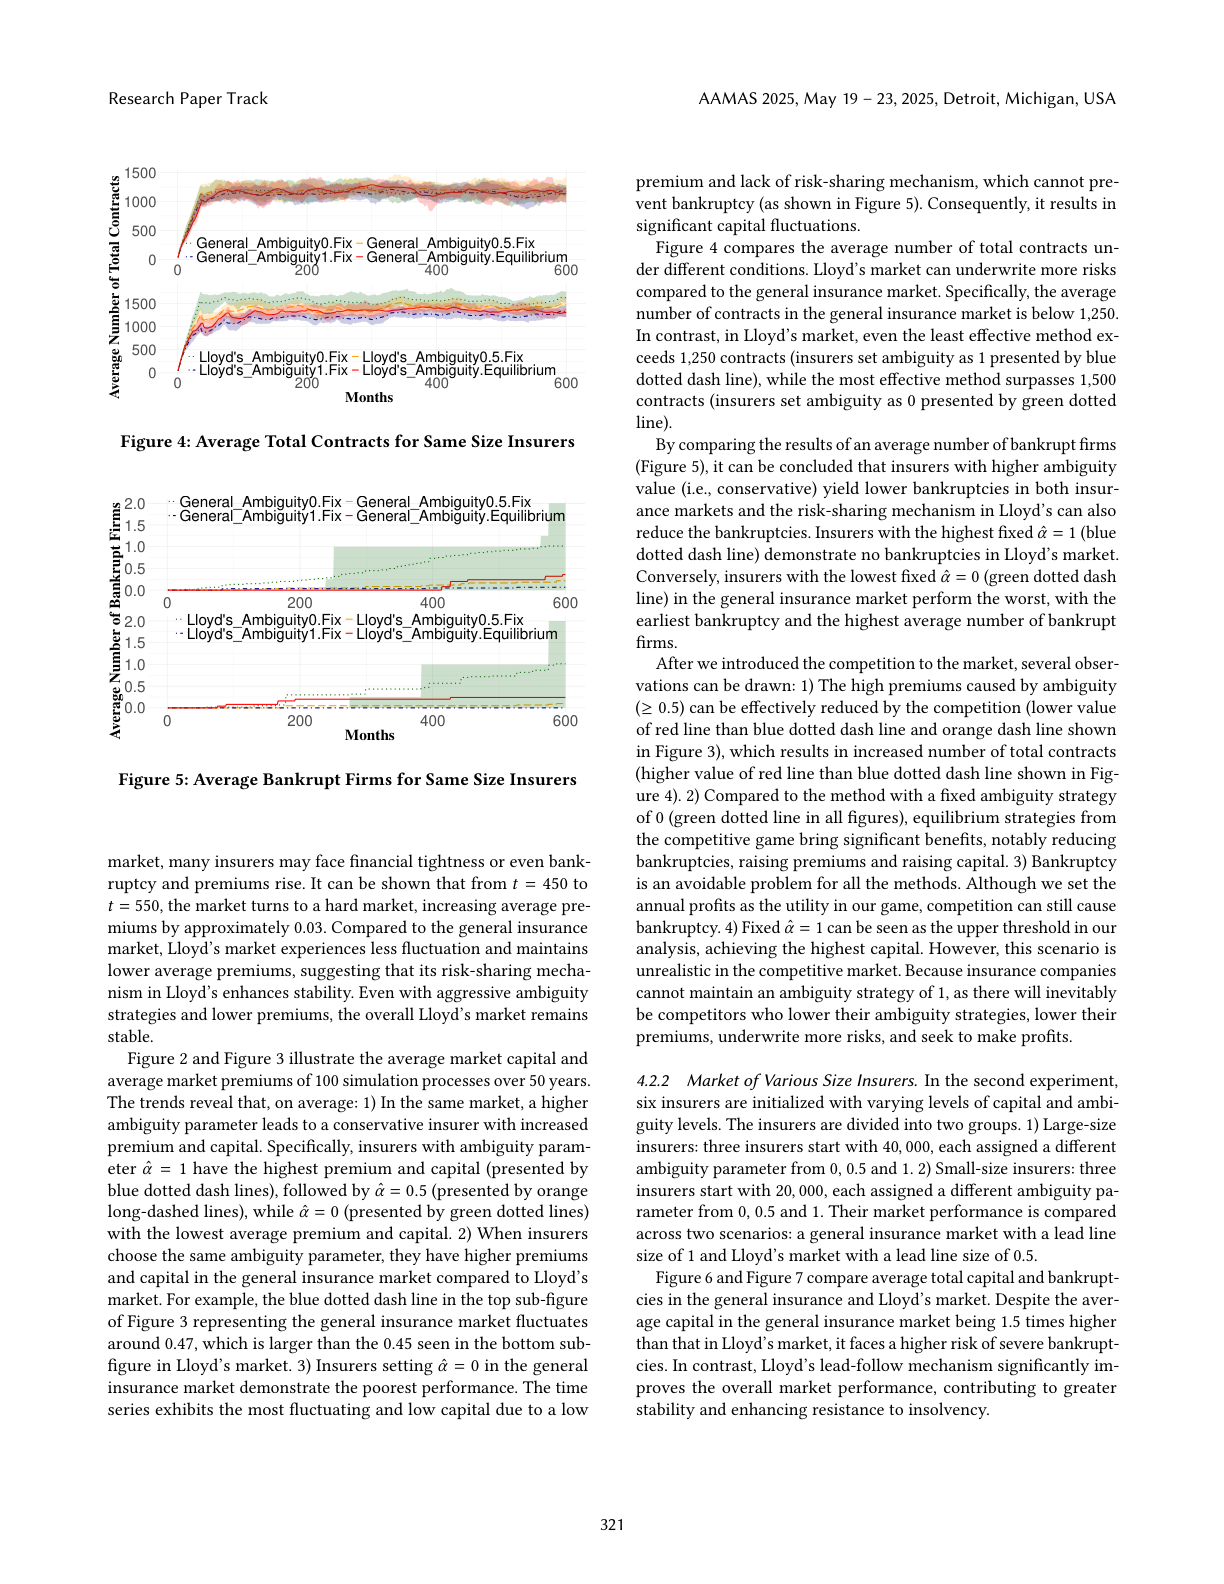 Research Paper Track
AAMAS 2025, May 19 – 23, 2025, Detroit, Michigan, USA
Average Number of Total Contracts
1500
1000
500
0
General_Ambiguity0.Fix
General_Ambiguity0.5.Fix
General_Ambiguity1.Fix
General_Ambiguity.Equilibrium
0 200 400 600
1500
1000
500
0
Lloyd's_Ambiguity0.Fix
Lloyd's_Ambiguity0.5.Fix
Lloyd's_Ambiguity1.Fix
Lloyd's_Ambiguity.Equilibrium
0 200 400 600
Months
Figure 4: Average Total Contracts for Same Size Insurers
Average Number of Bankrupt Firms
2.0
1.5
1.0
0.5
0.0
General_Ambiguity0.Fix
General_Ambiguity0.5.Fix
General_Ambiguity1.Fix
General_Ambiguity.Equilibrium
0 200 400 600
2.0
1.5
1.0
0.5
0.0
Lloyd's_Ambiguity0.Fix
Lloyd's_Ambiguity0.5.Fix
Lloyd's_Ambiguity1.Fix
Lloyd's_Ambiguity.Equilibrium
0 200 400 600
Months
Figure 5: Average Bankrupt Firms for Same Size Insurers
market, many insurers may face financial tightness or even bank-
ruptcy and premiums rise. It can be shown that from t = 450 to
t = 550, the market turns to a hard market, increasing average pre-
miums by approximately 0.03. Compared to the general insurance
market, Lloyd's market experiences less fluctuation and maintains
lower average premiums, suggesting that its risk-sharing mecha-
nism in Lloyd's enhances stability. Even with aggressive ambiguity
strategies and lower premiums, the overall Lloyd's market remains
stable.
Figure 2 and Figure 3 illustrate the average market capital and
average market premiums of 100 simulation processes over 50 years.
The trends reveal that, on average: 1) In the same market, a higher
ambiguity parameter leads to a conservative insurer with increased
premium and capital. Specifically, insurers with ambiguity param-
eter α̂ = 1 have the highest premium and capital (presented by
blue dotted dash lines), followed by α̂ = 0.5 (presented by orange
long-dashed lines), while α̂ = 0 (presented by green dotted lines)
with the lowest average premium and capital. 2) When insurers
choose the same ambiguity parameter, they have higher premiums
and capital in the general insurance market compared to Lloyd's
market. For example, the blue dotted dash line in the top sub-figure
of Figure 3 representing the general insurance market fluctuates
around 0.47, which is larger than the 0.45 seen in the bottom sub-
figure in Lloyd's market. 3) Insurers setting α̂ = 0 in the general
insurance market demonstrate the poorest performance. The time
series exhibits the most fluctuating and low capital due to a low
premium and lack of risk-sharing mechanism, which cannot pre-
vent bankruptcy (as shown in Figure 5). Consequently, it results in
significant capital fluctuations.
Figure 4 compares the average number of total contracts un-
der different conditions. Lloyd's market can underwrite more risks
compared to the general insurance market. Specifically, the average
number of contracts in the general insurance market is below 1,250.
In contrast, in Lloyd's market, even the least effective method ex-
ceeds 1,250 contracts (insurers set ambiguity as 1 presented by blue
dotted dash line), while the most effective method surpasses 1,500
contracts (insurers set ambiguity as 0 presented by green dotted
line).
By comparing the results of an average number of bankrupt firms
(Figure 5), it can be concluded that insurers with higher ambiguity
value (i.e., conservative) yield lower bankruptcies in both insur-
ance markets and the risk-sharing mechanism in Lloyd's can also
reduce the bankruptcies. Insurers with the highest fixed α̂ = 1 (blue
dotted dash line) demonstrate no bankruptcies in Lloyd's market.
Conversely, insurers with the lowest fixed α̂ = 0 (green dotted dash
line) in the general insurance market perform the worst, with the
earliest bankruptcy and the highest average number of bankrupt
firms.
After we introduced the competition to the market, several obser-
vations can be drawn: 1) The high premiums caused by ambiguity
(≥ 0.5) can be effectively reduced by the competition (lower value
of red line than blue dotted dash line and orange dash line shown
in Figure 3), which results in increased number of total contracts
(higher value of red line than blue dotted dash line shown in Fig-
ure 4). 2) Compared to the method with a fixed ambiguity strategy
of 0 (green dotted line in all figures), equilibrium strategies from
the competitive game bring significant benefits, notably reducing
bankruptcies, raising premiums and raising capital. 3) Bankruptcy
is an avoidable problem for all the methods. Although we set the
annual profits as the utility in our game, competition can still cause
bankruptcy. 4) Fixed α̂ = 1 can be seen as the upper threshold in our
analysis, achieving the highest capital. However, this scenario is
unrealistic in the competitive market. Because insurance companies
cannot maintain an ambiguity strategy of 1, as there will inevitably
be competitors who lower their ambiguity strategies, lower their
premiums, underwrite more risks, and seek to make profits.
4.2.2 Market of Various Size Insurers. In the second experiment,
six insurers are initialized with varying levels of capital and ambi-
guity levels. The insurers are divided into two groups. 1) Large-size
insurers: three insurers start with 40,000, each assigned a different
ambiguity parameter from 0, 0.5 and 1. 2) Small-size insurers: three
insurers start with 20,000, each assigned a different ambiguity pa-
rameter from 0, 0.5 and 1. Their market performance is compared
across two scenarios: a general insurance market with a lead line
size of 1 and Lloyd's market with a lead line size of 0.5.
Figure 6 and Figure 7 compare average total capital and bankrupt-
cies in the general insurance and Lloyd's market. Despite the aver-
age capital in the general insurance market being 1.5 times higher
than that in Lloyd's market, it faces a higher risk of severe bankrupt-
cies. In contrast, Lloyd's lead-follow mechanism significantly im-
proves the overall market performance, contributing to greater
stability and enhancing resistance to insolvency.
321